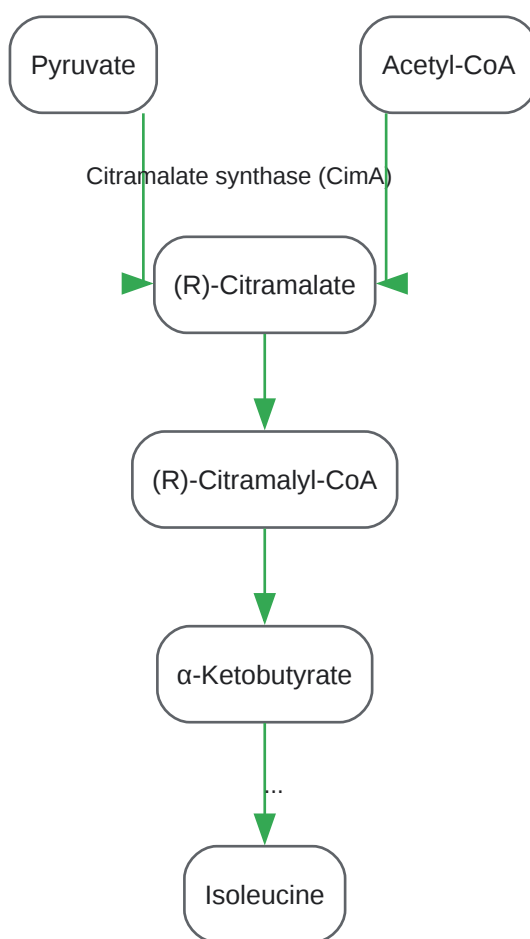 Pyruvate
Acetyl-CoA
Citramalate synthase (CimA)
(R)-Citramalate
(R)-Citramalyl-CoA
α-Ketobutyrate
...
Isoleucine